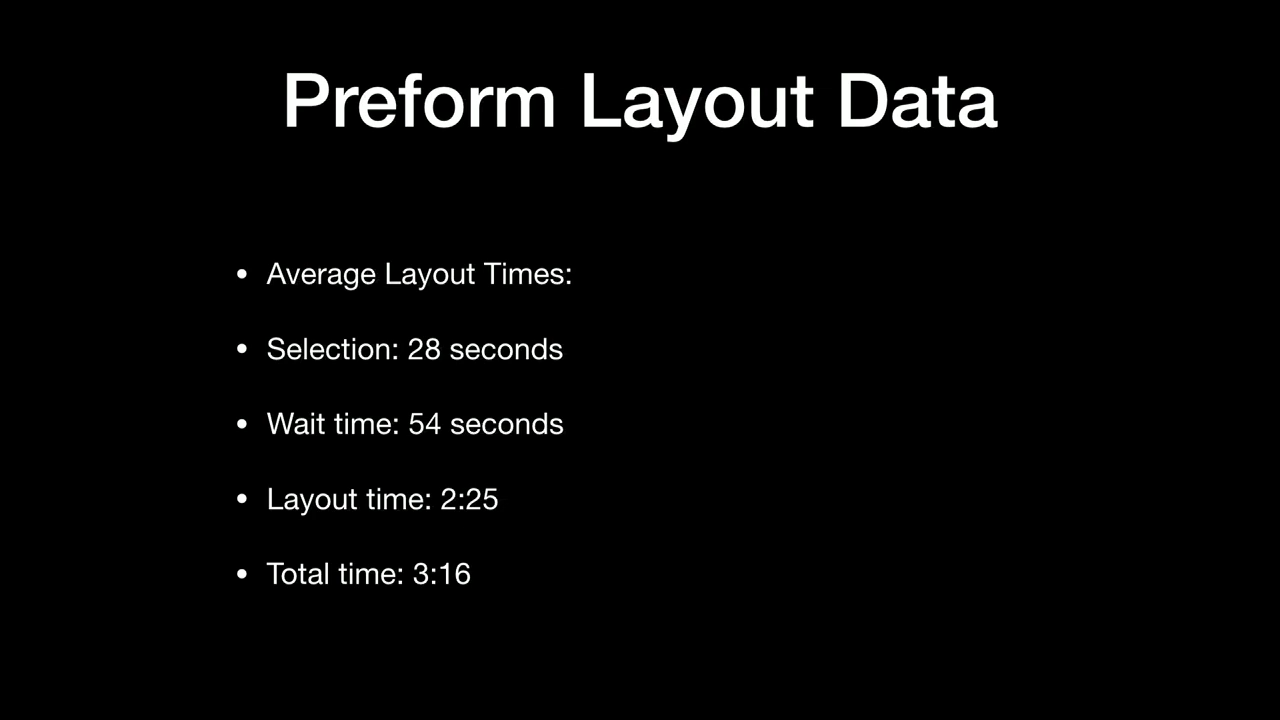 Preform Layout Data
• Average Layout Times:
• Selection: 28 seconds
• Wait time: 54 seconds
• Layout time: 2:25
• Total time: 3:16